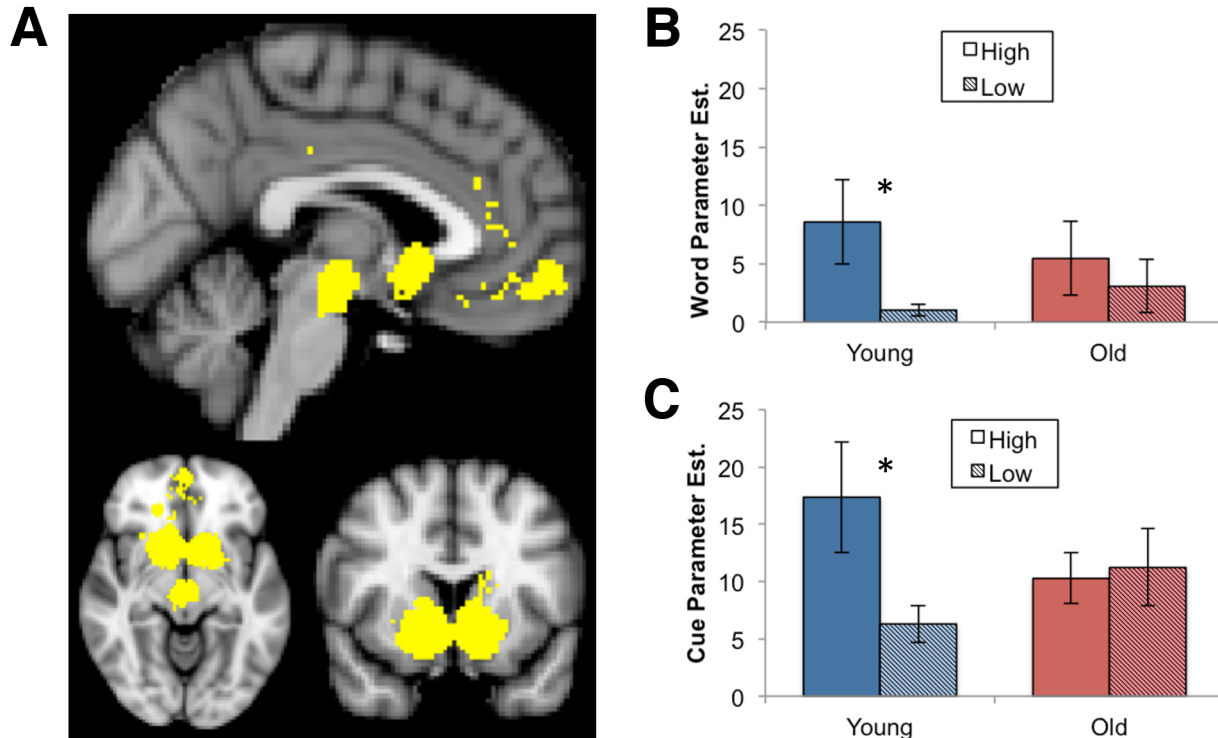 A
B
Word Parameter Est.
25
20
15
10
5
0
High
Low
*
Young
Old
C
Cue Parameter Est.
25
20
15
10
5
0
High
Low
*
Young
Old